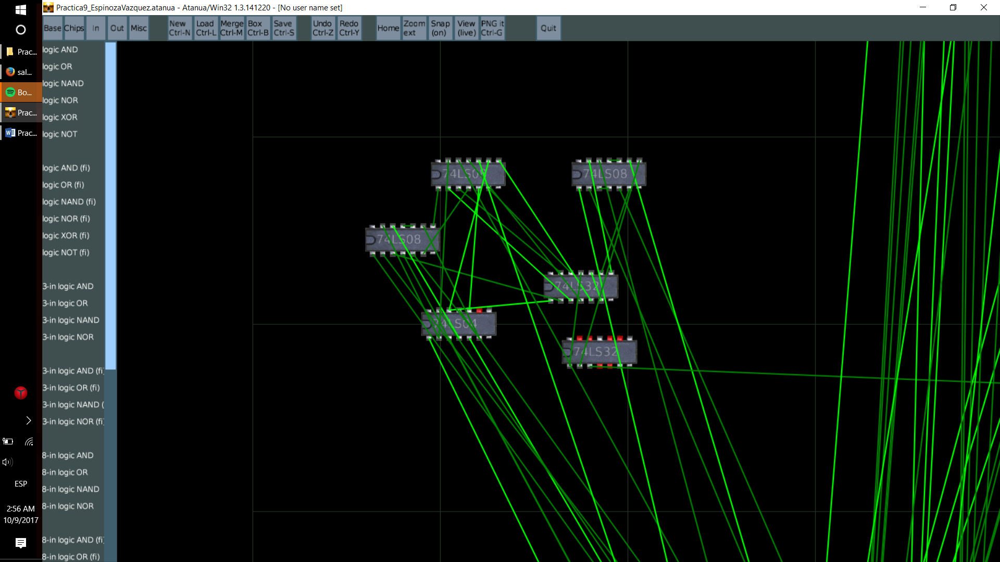 Practica9_EspinozaVazquez.atanua - Atanua/Win32 1.3.141220 - [No user name set]
Base Chips In Out Misc
New Ctrl-N
Load Ctrl-L
Merge Ctrl-M
Box Ctrl-B
Save Ctrl-S
Undo Ctrl-Z
Redo Ctrl-Y
Home
Zoom ext
Snap (on)
View (live)
PNG it Ctrl-G
Quit
Prac...
sal...
Bo...
Prac...
Prac...
ESP
2:56 AM
10/9/2017
logic AND
logic OR
logic NAND
logic NOR
logic XOR
logic NOT
logic AND (fi)
logic OR (fi)
logic NAND (fi)
logic NOR (fi)
logic XOR (fi)
logic NOT (fi)
3-in logic AND
3-in logic OR
3-in logic NAND
3-in logic NOR
3-in logic AND (fi)
3-in logic OR (fi)
3-in logic NAND (
3-in logic NOR (fi)
8-in logic AND
8-in logic OR
8-in logic NAND
8-in logic NOR
8-in logic AND (fi)
8-in logic OR (fi)
74LS08
74LS08
74LS32
74LS04
74LS32